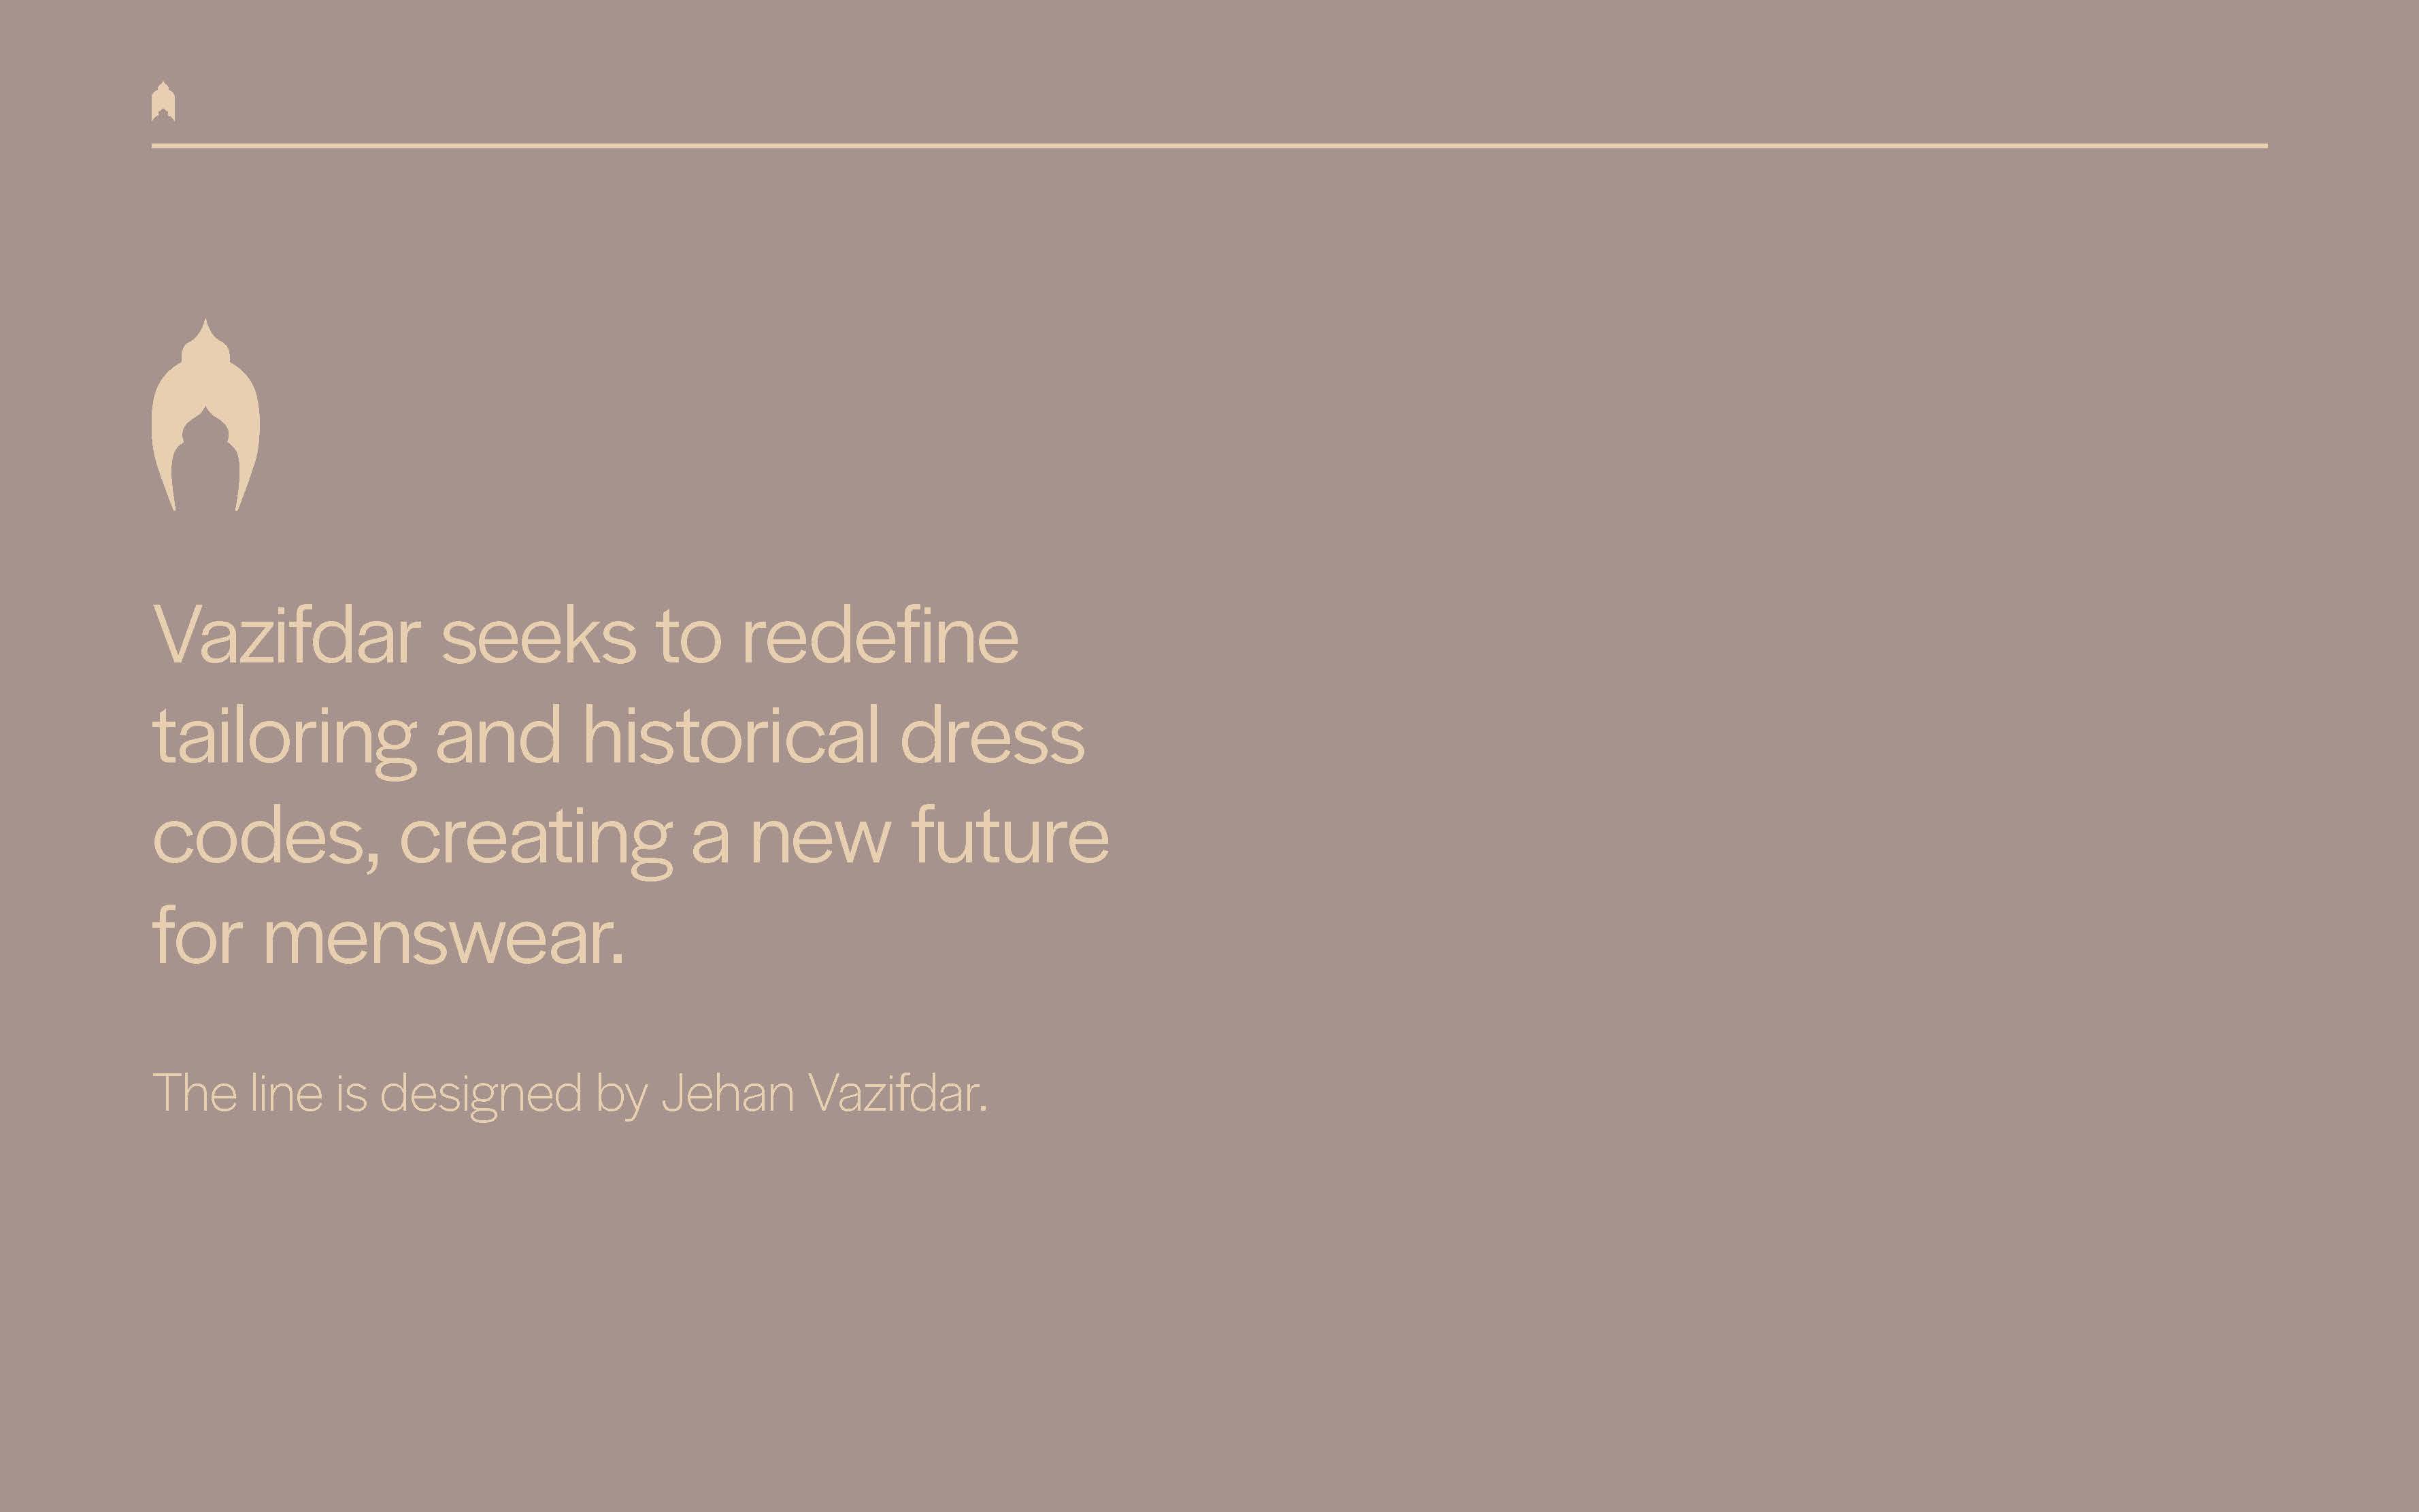 Vazifdar seeks to redefine
tailoring and historical dress
codes, creating a new future
for menswear.
The line is designed by Jehan Vazifdar.